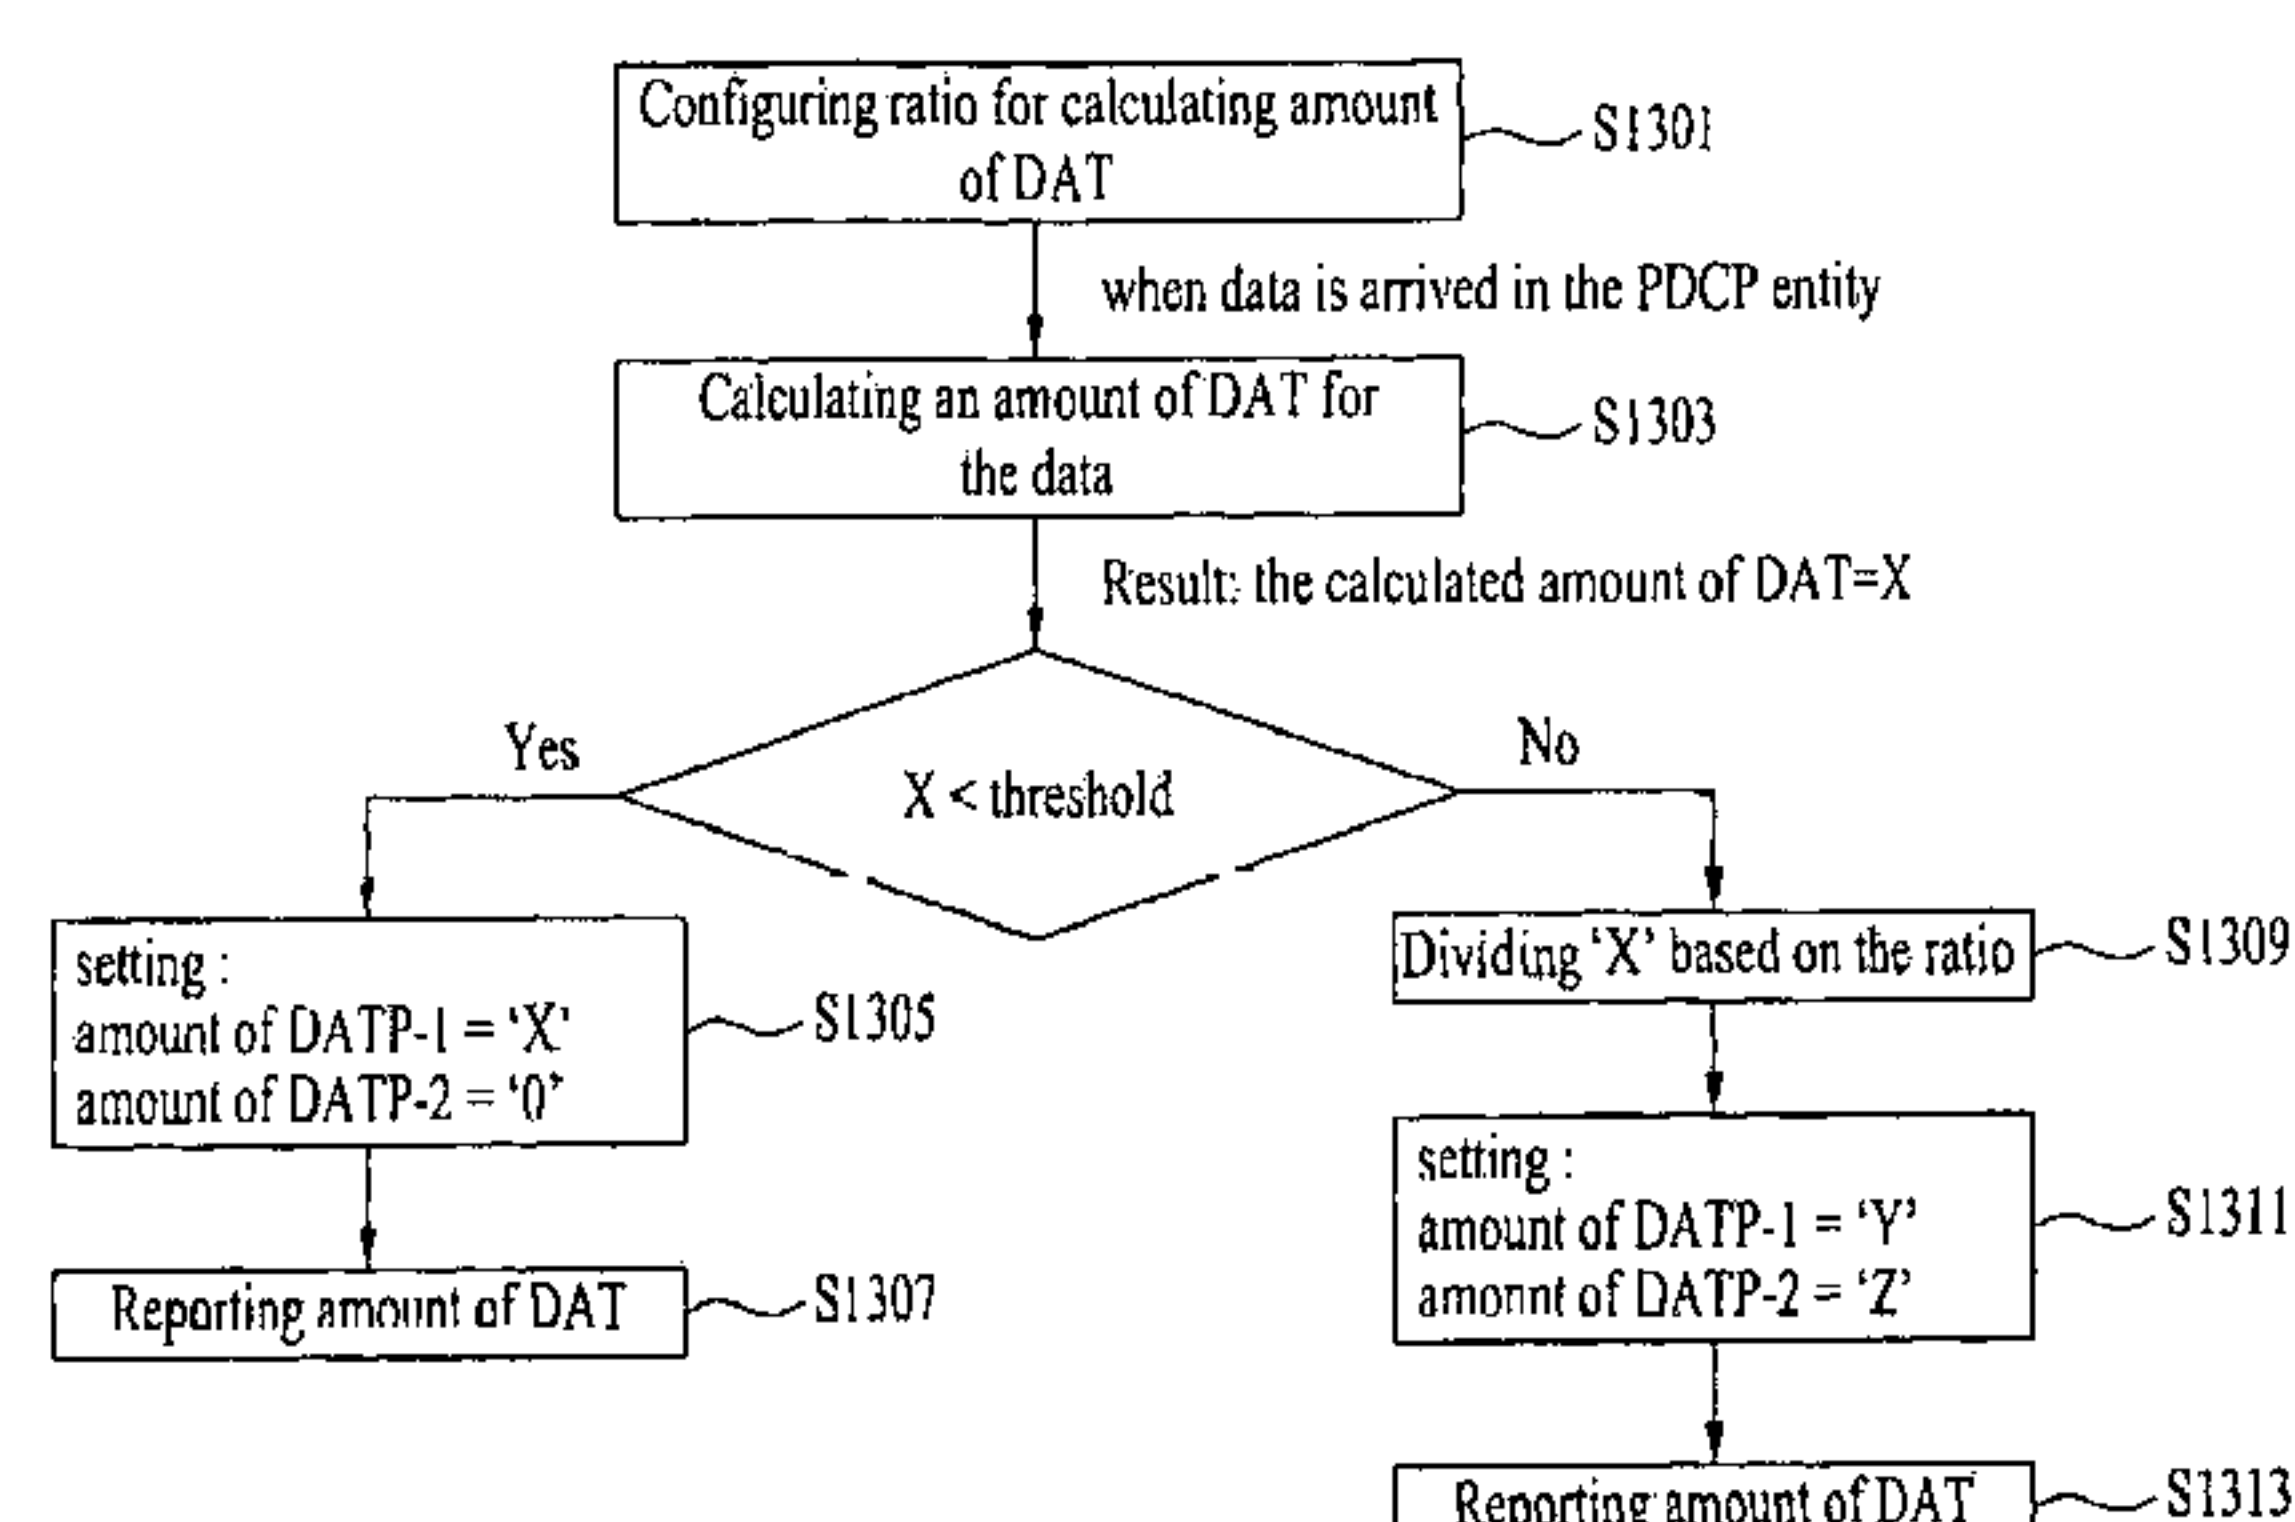 Configuring ratio for calculating amount
of DAT
S1301
when data is arrived in the PDCP entity
Calculating an amount of DAT for
the data
S1303
Result: the calculated amount of DAT=X
Yes
X < threshold
No
setting :
amount of DATP-1 = ‘X’
amount of DATP-2 = ‘0’
S1305
Reporting amount of DAT
S1307
Dividing ‘X’ based on the ratio
S1309
setting :
amount of DATP-1 = ‘Y’
amount of DATP-2 = ‘Z’
S1311
Reporting amount of DAT
S1313